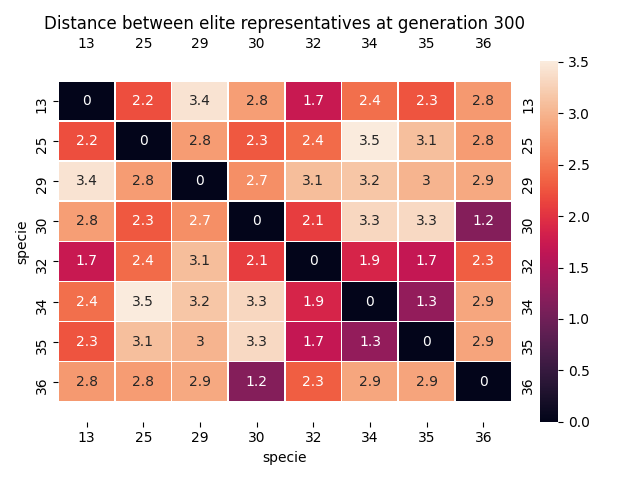 Distance between elite representatives at generation 300
13 25 29 30 32 34 35 36
13 0 2.2 3.4 2.8 1.7 2.4 2.3 2.8 13
25 2.2 0 2.8 2.3 2.4 3.5 3.1 2.8 25
29 3.4 2.8 0 2.7 3.1 3.2 3 2.9 29
30 2.8 2.3 2.7 0 2.1 3.3 3.3 1.2 30
32 1.7 2.4 3.1 2.1 0 1.9 1.7 2.3 32
34 2.4 3.5 3.2 3.3 1.9 0 1.3 2.9 34
35 2.3 3.1 3 3.3 1.7 1.3 0 2.9 35
36 2.8 2.8 2.9 1.2 2.3 2.9 2.9 0 36
13 25 29 30 32 34 35 36
specie
specie
3.5
3.0
2.5
2.0
1.5
1.0
0.5
0.0